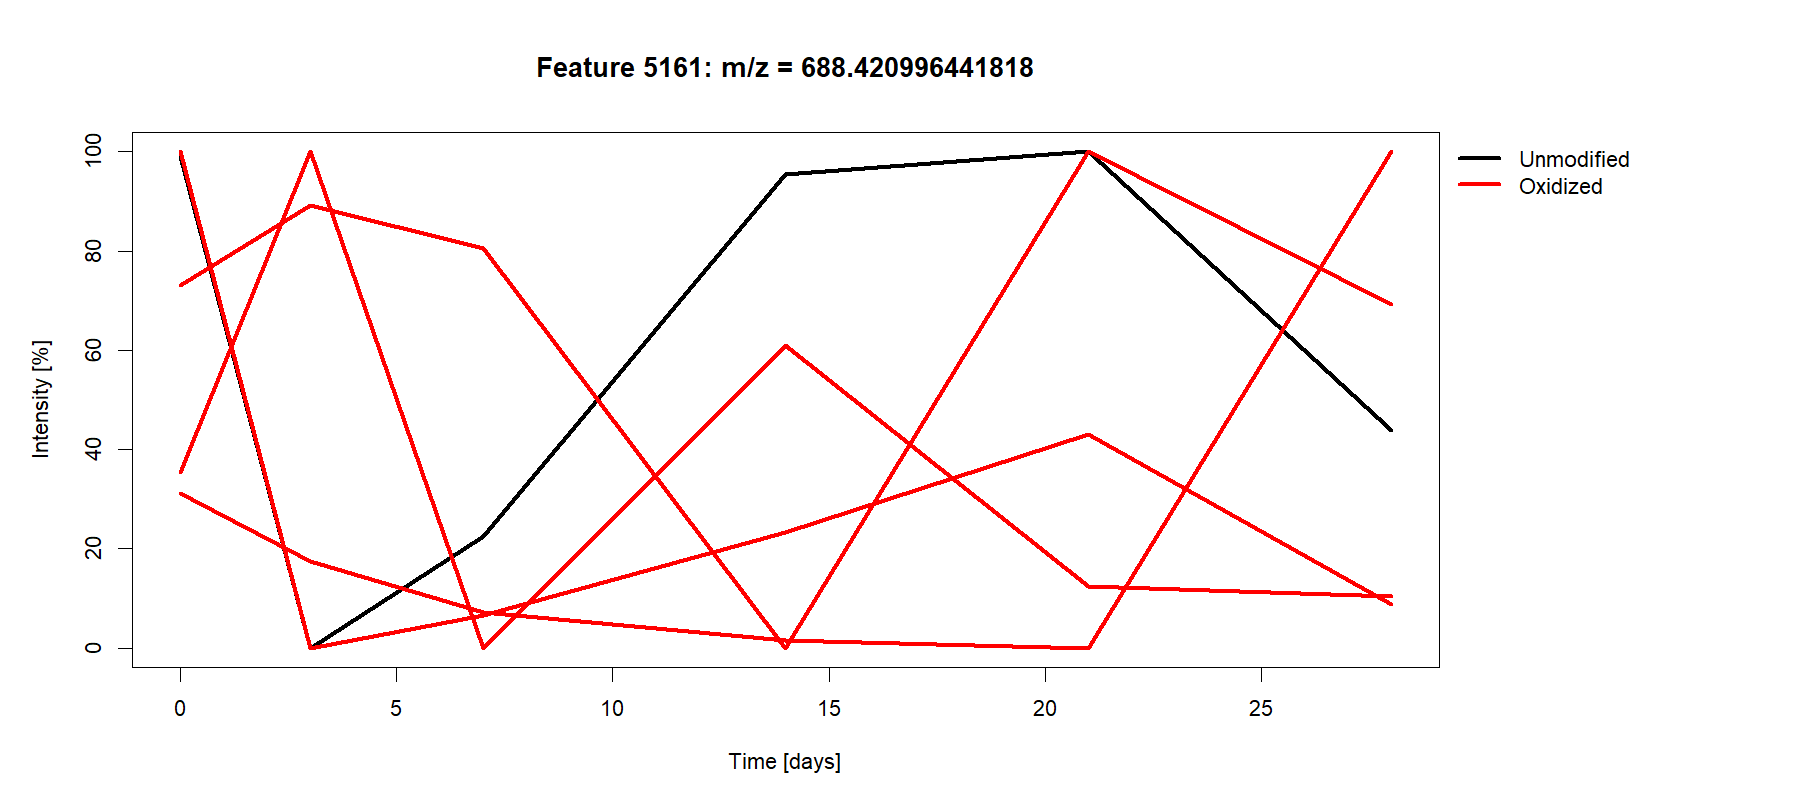 Feature 5161: m/z = 688.420996441818
Unmodified
Oxidized
100
80
60
40
20
0
Intensity [%]
0 5 10 15 20 25
Time [days]